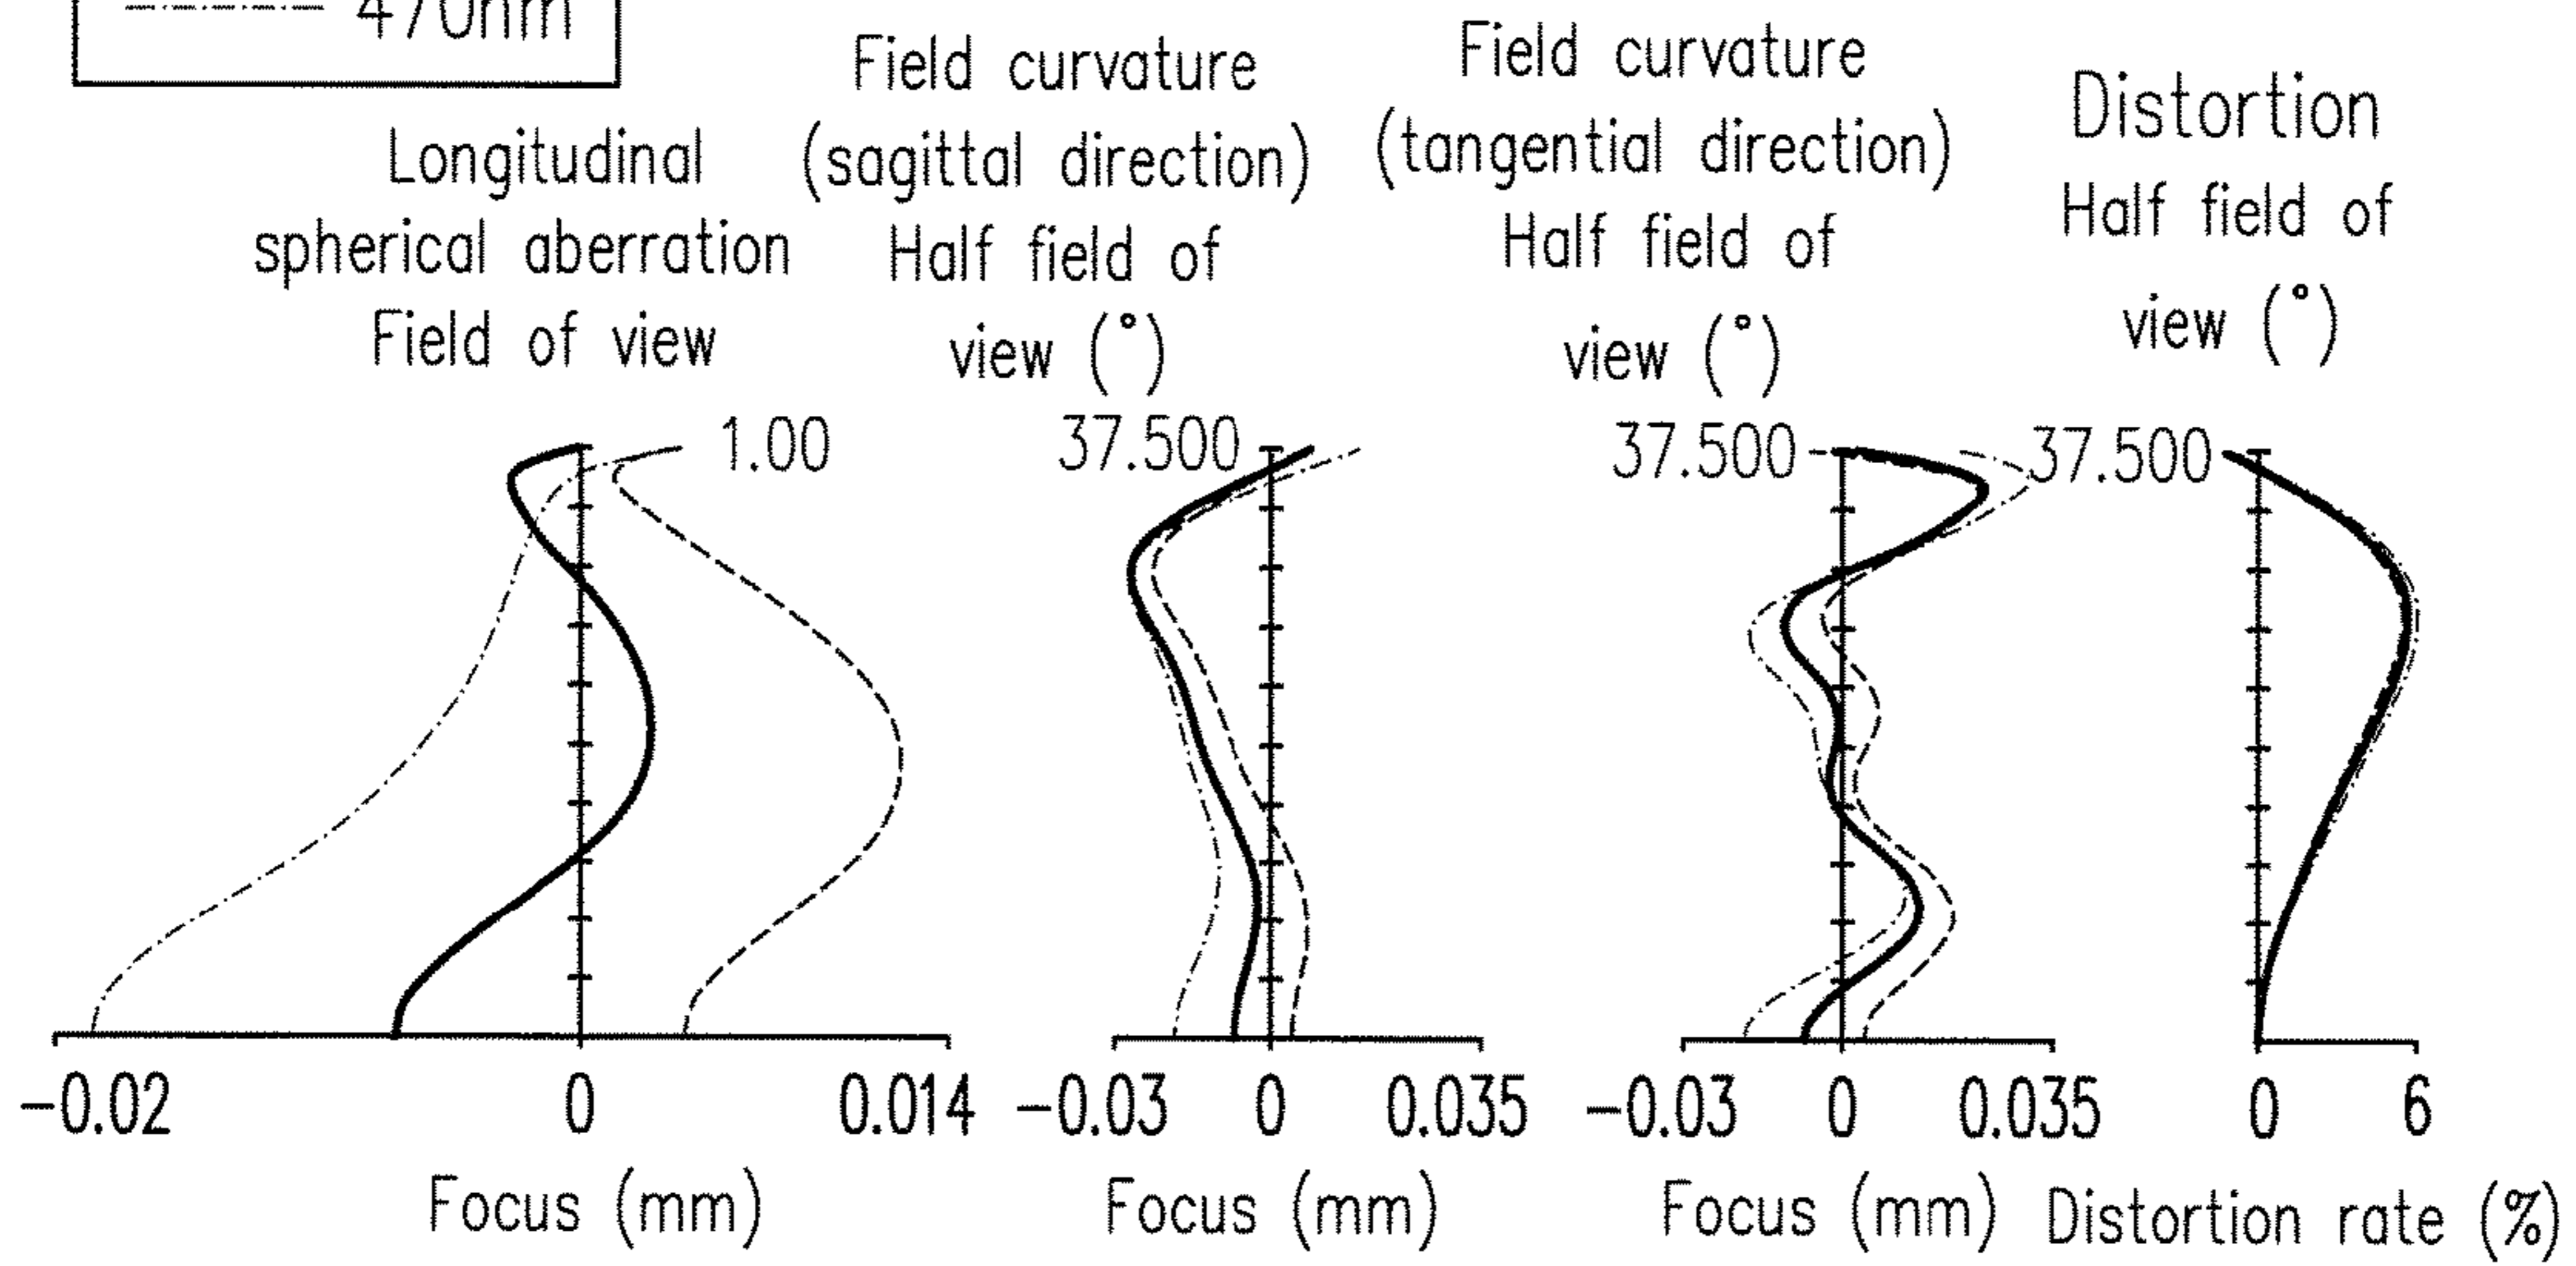 470nm
Longitudinal
spherical aberration
Field of view
1.00
-0.02
0
0.014
Focus (mm)
Field curvature
(sagittal direction)
Half field of
view (°)
37.500
-0.03
0
0.035
Focus (mm)
Field curvature
(tangential direction)
Half field of
view (°)
37.500
-0.03
0
0.035
Focus (mm)
Distortion
Half field of
view (°)
37.500
0
6
Distortion rate (%)